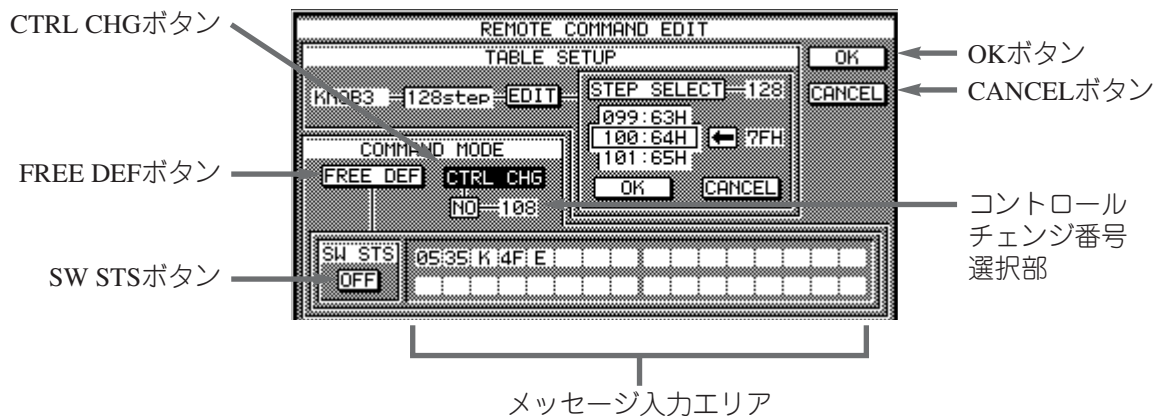 CTRL CHGボタン
REMOTE COMMAND EDIT
TABLE SETUP
OK
OKボタン
CANCEL
CANCELボタン
KNOB3 128step EDIT
STEP SELECT 128
099:63H
100:64H ← 7FH
101:65H
OK CANCEL
COMMAND MODE
FREE DEFボタン
FREE DEF CTRL CHG
NO 108
コントロール
チェンジ番号
選択部
SW STSボタン
SW STS
OFF
05 35 K 4F E
メッセージ入力エリア